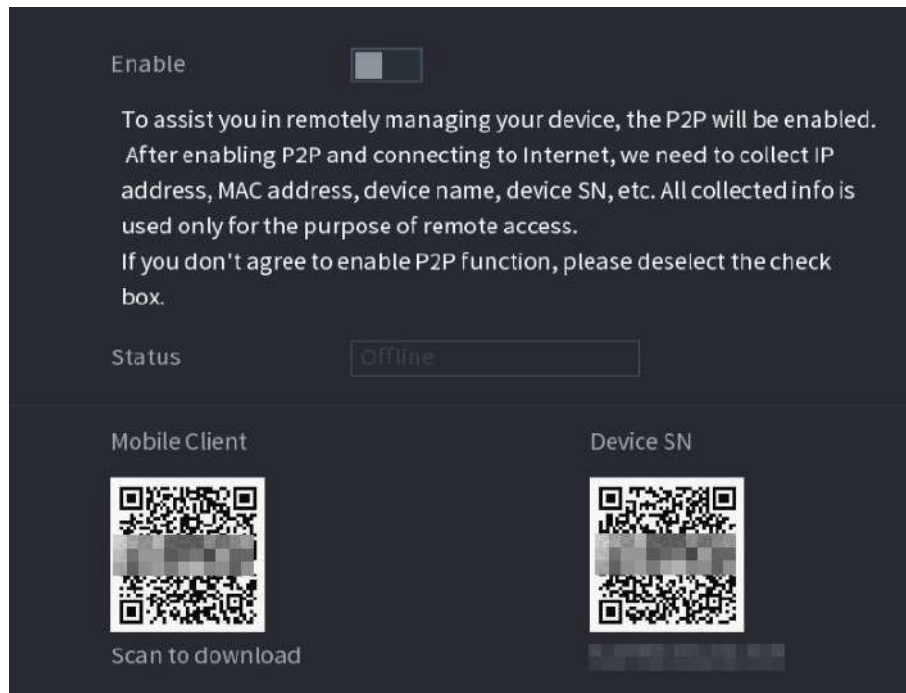 Enable
To assist you in remotely managing your device, the P2P will be enabled.
After enabling P2P and connecting to Internet, we need to collect IP
address, MAC address, device name, device SN, etc. All collected info is
used only for the purpose of remote access.
If you don't agree to enable P2P function, please deselect the check
box.
Status
Offline
Mobile Client
Device SN
Scan to download